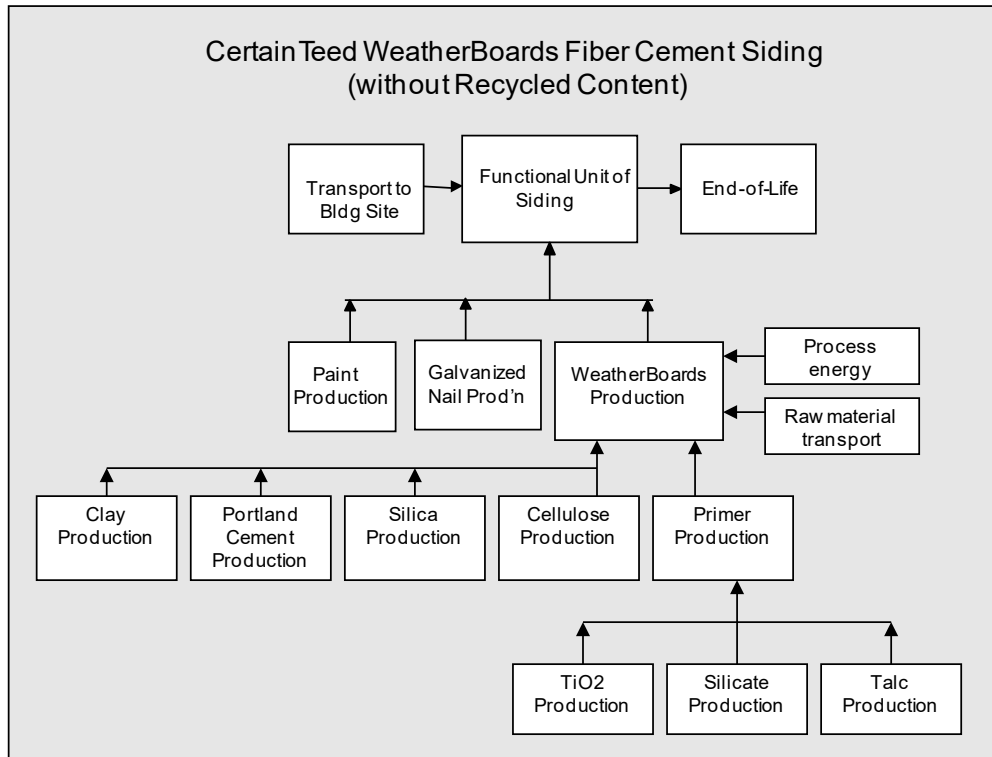 CertainTeed WeatherBoards Fiber Cement Siding
(without Recycled Content)
Transport to
Bldg Site
Functional Unit of
Siding
End-of-Life
Paint
Production
Galvanized
Nail Prod'n
WeatherBoards
Production
Process
energy
Raw material
transport
Clay
Production
Portland
Cement
Production
Silica
Production
Cellulose
Production
Primer
Production
TiO2
Production
Silicate
Production
Talc
Production